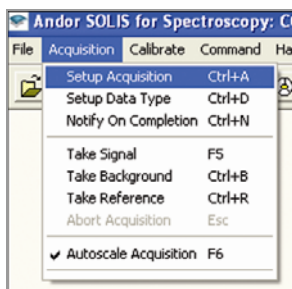 Andor SOLIS for Spectroscopy:
File Acquisition Calibrate Command
Setup Acquisition Ctrl+A
Setup Data Type Ctrl+D
Notify On Completion Ctrl+N
Take Signal F5
Take Background Ctrl+B
Take Reference Ctrl+R
Abort Acquisition Esc
Autoscale Acquisition F6